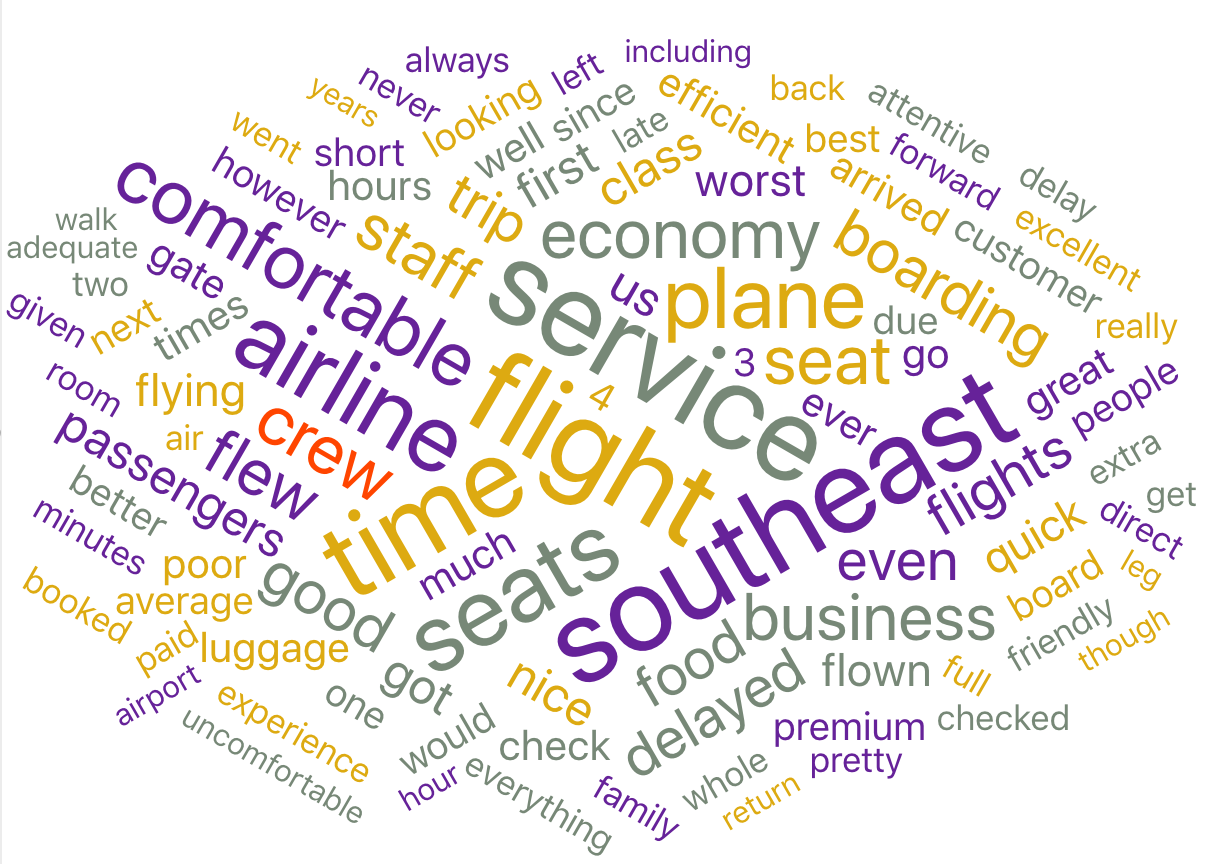 including
always
never
left
years
looking
since
efficient
back
attentive
went
short
well
late
best
forward
delay
however
hours
first
class
worst
arrived
excellent
comfortable
trip
staff
economy
boarding
customer
walk
adequate
gate
two
service
us
plane
due
really
given
next
times
airline
3
seat
go
room
flying
flight
4
ever
great
people
passengers
air
flew
crew
time
southeast
flights
extra
get
better
minutes
much
even
quick
direct
poor
good
seats
board
leg
booked
average
business
friendly
though
paid
luggage
food
flown
full
airport
got
nice
delayed
experience
one
would
check
premium
checked
uncomfortable
hour
everything
family
whole
pretty
return